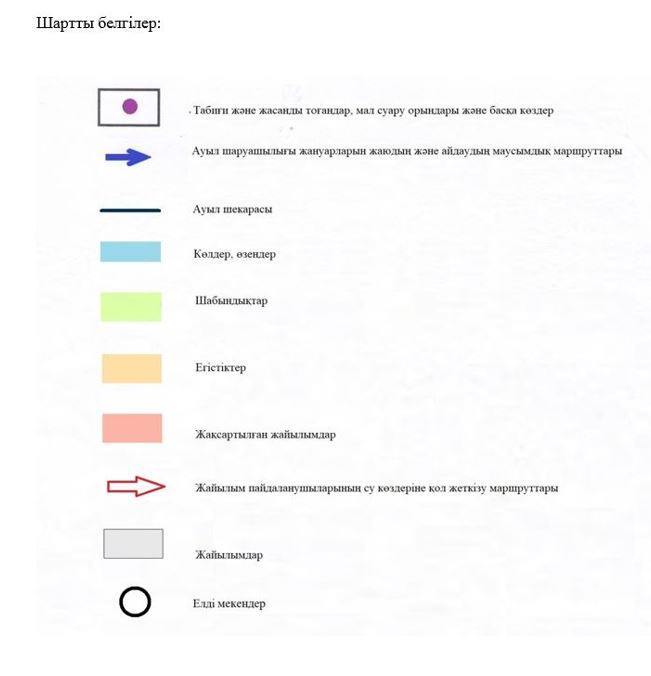 Шартты белгілер:
Табиғи және жасанды тоғандар, мал суару орындары және басқа көздер
Ауыл шаруашылығы жануарларын жаюдың және айдаудың маусымдық маршруттары
Ауыл шекарасы
Көлдер, өзендер
Шабындықтар
Егістіктер
Жақсартылған жайылымдар
Жайылым пайдаланушыларының су көздеріне қол жеткізу маршруттары
Жайылымдар
Елді мекендер